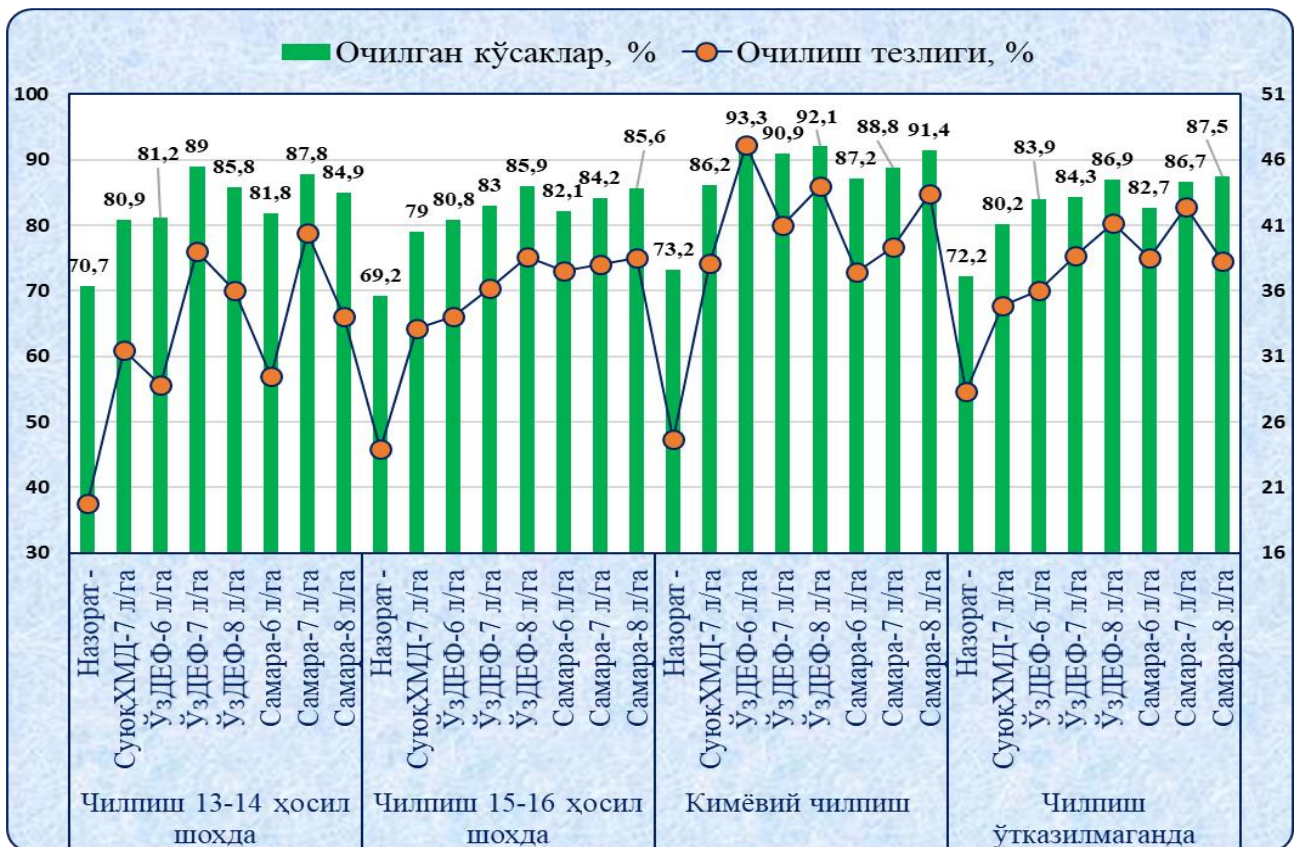 Очилган кўсаклар, % Очилиш тезлиги, %
100
90
80
70
60
50
40
30
51
46
41
36
31
26
21
16
70,7
80,9
81,2
89
85,8
81,8
87,8
84,9
69,2
79
80,8
83
85,9
82,1
84,2
85,6
73,2
86,2
93,3
90,9
92,1
87,2
88,8
91,4
72,2
80,2
83,9
84,3
86,9
82,7
86,7
87,5
Назорат -
СуюқХМД-7 л/га
ЎзДЕФ-6 л/га
ЎзДЕФ-7 л/га
ЎзДЕФ-8 л/га
Самара-6 л/га
Самара-7 л/га
Самара-8 л/га
Назорат -
СуюқХМД-7 л/га
ЎзДЕФ-6 л/га
ЎзДЕФ-7 л/га
ЎзДЕФ-8 л/га
Самара-6 л/га
Самара-7 л/га
Самара-8 л/га
Назорат -
СуюқХМД-7 л/га
ЎзДЕФ-6 л/га
ЎзДЕФ-7 л/га
ЎзДЕФ-8 л/га
Самара-6 л/га
Самара-7 л/га
Самара-8 л/га
Назорат -
СуюқХМД-7 л/га
ЎзДЕФ-6 л/га
ЎзДЕФ-7 л/га
ЎзДЕФ-8 л/га
Самара-6 л/га
Самара-7 л/га
Самара-8 л/га
Чилпиш 13-14 ҳосил
шохда
Чилпиш 15-16 ҳосил
шохда
Кимёвий чилпиш
Чилпиш
ўтказилмаганда